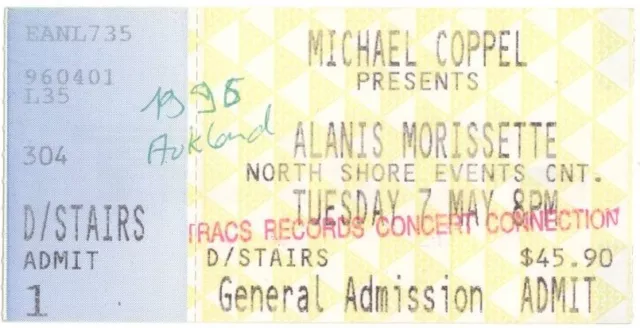 EANL735
960401
L35
304
D/STAIRS
ADMIT
1
1996
Aukland
MICHAEL COPPEL
PRESENTS
ALANIS MORISSETTE
NORTH SHORE EVENTS CNT.
TUESDAY 7 MAY 8PM
TRACS RECORDS CONCERT CONNECTION
D/STAIRS $45.90
General Admission ADMIT